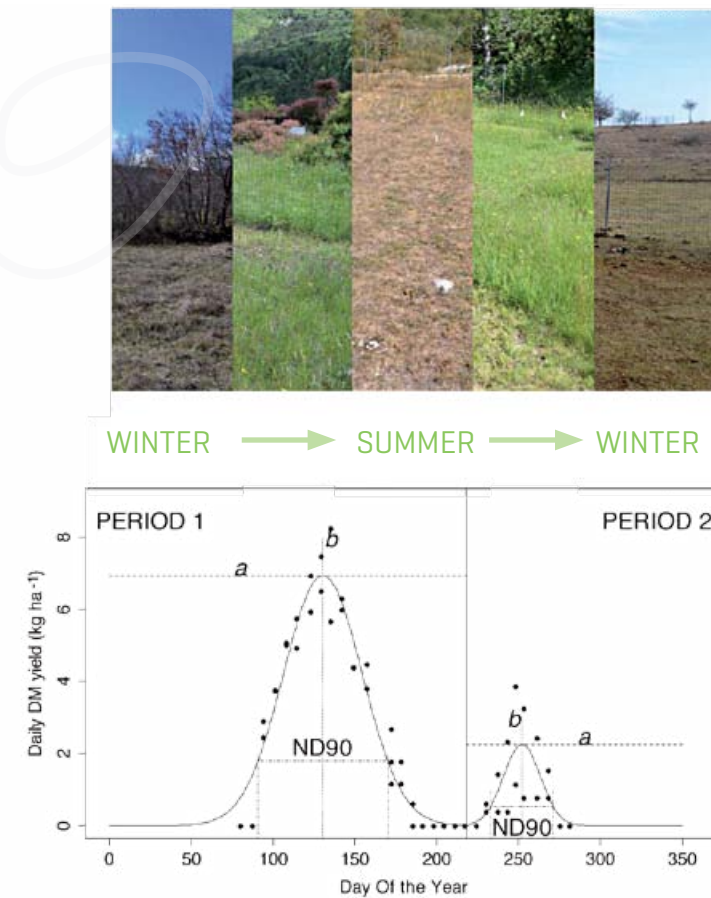 WINTER SUMMER WINTER
PERIOD 1 PERIOD 2
b
a
b
a
ND90
ND90
Daily DM yield (kg ha⁻¹)
8
6
4
2
0
0 50 100 150 200 250 300 350
Day Of the Year